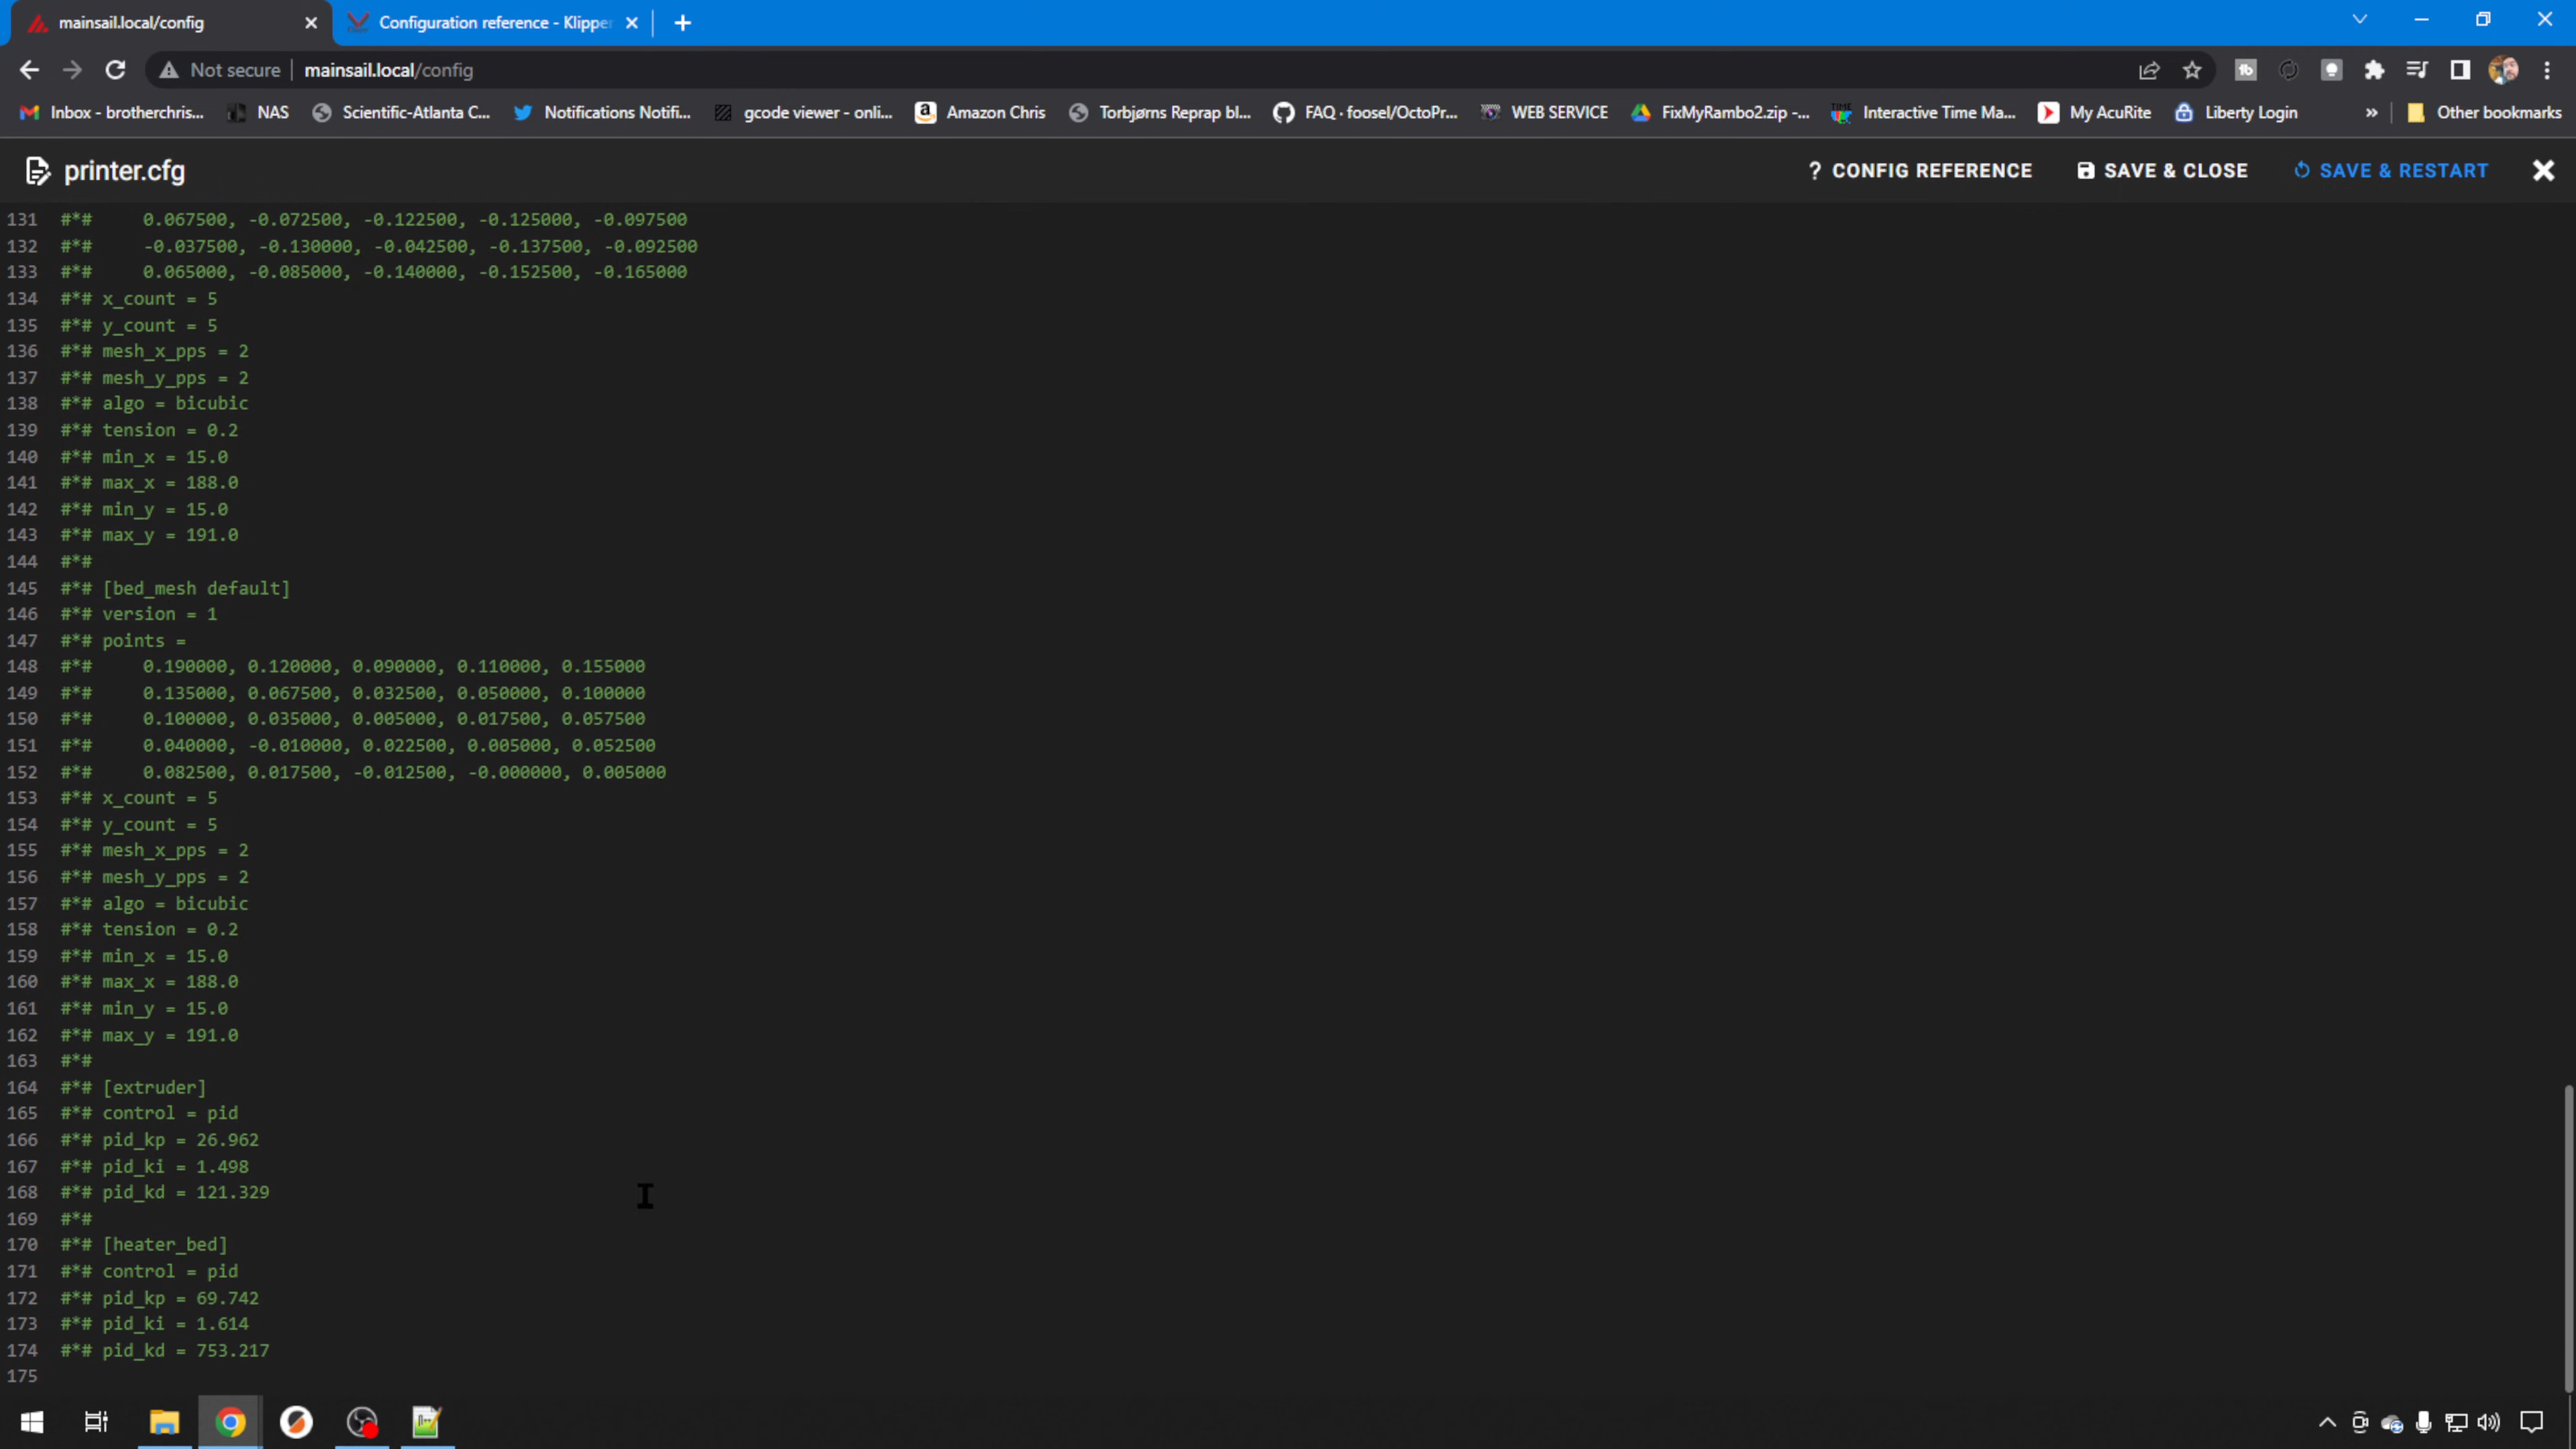 mainsail.local/config
Configuration reference - Klipper
Not secure mainsail.local/config
Inbox - brotherchris... NAS Scientific-Atlanta C... Notifications Notifi... gcode viewer - onli... Amazon Chris Torbjørns Reprap bl... FAQ · foosel/OctoPr... WEB SERVICE FixMyRambo2.zip -... Interactive Time Ma... My AcuRite Liberty Login » Other bookmarks
printer.cfg ? CONFIG REFERENCE SAVE & CLOSE SAVE & RESTART
131 #*# 0.067500, -0.072500, -0.122500, -0.125000, -0.097500
132 #*# -0.037500, -0.130000, -0.042500, -0.137500, -0.092500
133 #*# 0.065000, -0.085000, -0.140000, -0.152500, -0.165000
134 #*# x_count = 5
135 #*# y_count = 5
136 #*# mesh_x_pps = 2
137 #*# mesh_y_pps = 2
138 #*# algo = bicubic
139 #*# tension = 0.2
140 #*# min_x = 15.0
141 #*# max_x = 188.0
142 #*# min_y = 15.0
143 #*# max_y = 191.0
144 #*#
145 #*# [bed_mesh default]
146 #*# version = 1
147 #*# points =
148 #*# 0.190000, 0.120000, 0.090000, 0.110000, 0.155000
149 #*# 0.135000, 0.067500, 0.032500, 0.050000, 0.100000
150 #*# 0.100000, 0.035000, 0.005000, 0.017500, 0.057500
151 #*# 0.040000, -0.010000, 0.022500, 0.005000, 0.052500
152 #*# 0.082500, 0.017500, -0.012500, -0.000000, 0.005000
153 #*# x_count = 5
154 #*# y_count = 5
155 #*# mesh_x_pps = 2
156 #*# mesh_y_pps = 2
157 #*# algo = bicubic
158 #*# tension = 0.2
159 #*# min_x = 15.0
160 #*# max_x = 188.0
161 #*# min_y = 15.0
162 #*# max_y = 191.0
163 #*#
164 #*# [extruder]
165 #*# control = pid
166 #*# pid_kp = 26.962
167 #*# pid_ki = 1.498
168 #*# pid_kd = 121.329
169 #*#
170 #*# [heater_bed]
171 #*# control = pid
172 #*# pid_kp = 69.742
173 #*# pid_ki = 1.614
174 #*# pid_kd = 753.217
175